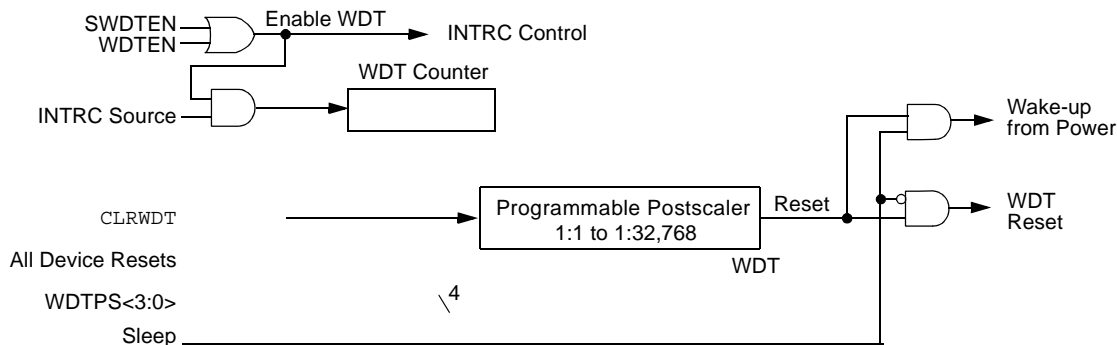 SWDTEN
WDTEN
Enable WDT
INTRC Control
WDT Counter
INTRC Source
Wake-up
from Power
CLRWDT
Programmable Postscaler
1:1 to 1:32,768
Reset
WDT
Reset
All Device Resets
WDT
WDTPS<3:0>
4
Sleep